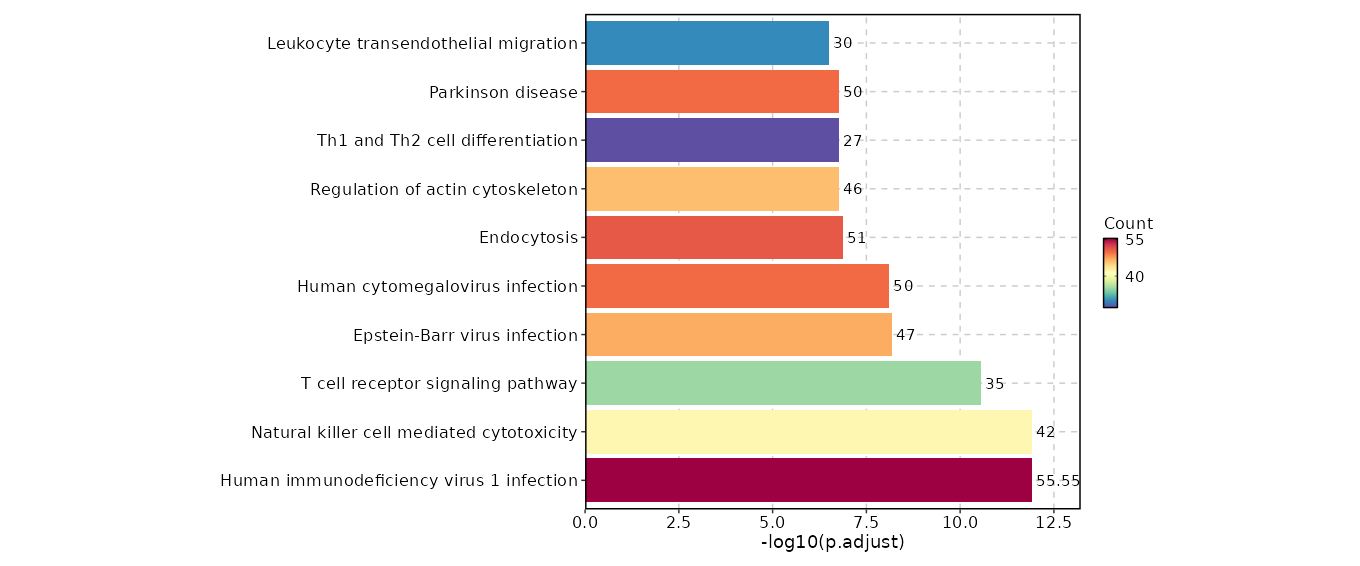 Leukocyte transendothelial migration 30
Parkinson disease 50
Th1 and Th2 cell differentiation 27
Regulation of actin cytoskeleton 46
Endocytosis 51
Human cytomegalovirus infection 50
Epstein-Barr virus infection 47
T cell receptor signaling pathway 35
Natural killer cell mediated cytotoxicity 42
Human immunodeficiency virus 1 infection 55.55
0.0 2.5 5.0 7.5 10.0 12.5
-log10(p.adjust)
Count
55
40